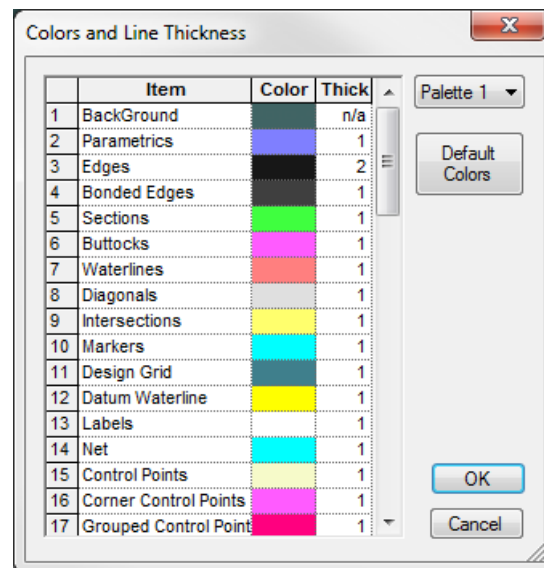 Colors and Line Thickness
Item Color Thick
1 BackGround n/a
2 Parametrics 1
3 Edges 2
4 Bonded Edges 1
5 Sections 1
6 Buttocks 1
7 Waterlines 1
8 Diagonals 1
9 Intersections 1
10 Markers 1
11 Design Grid 1
12 Datum Waterline 1
13 Labels 1
14 Net 1
15 Control Points 1
16 Corner Control Points 1
17 Grouped Control Point 1
Palette 1
Default
Colors
OK
Cancel